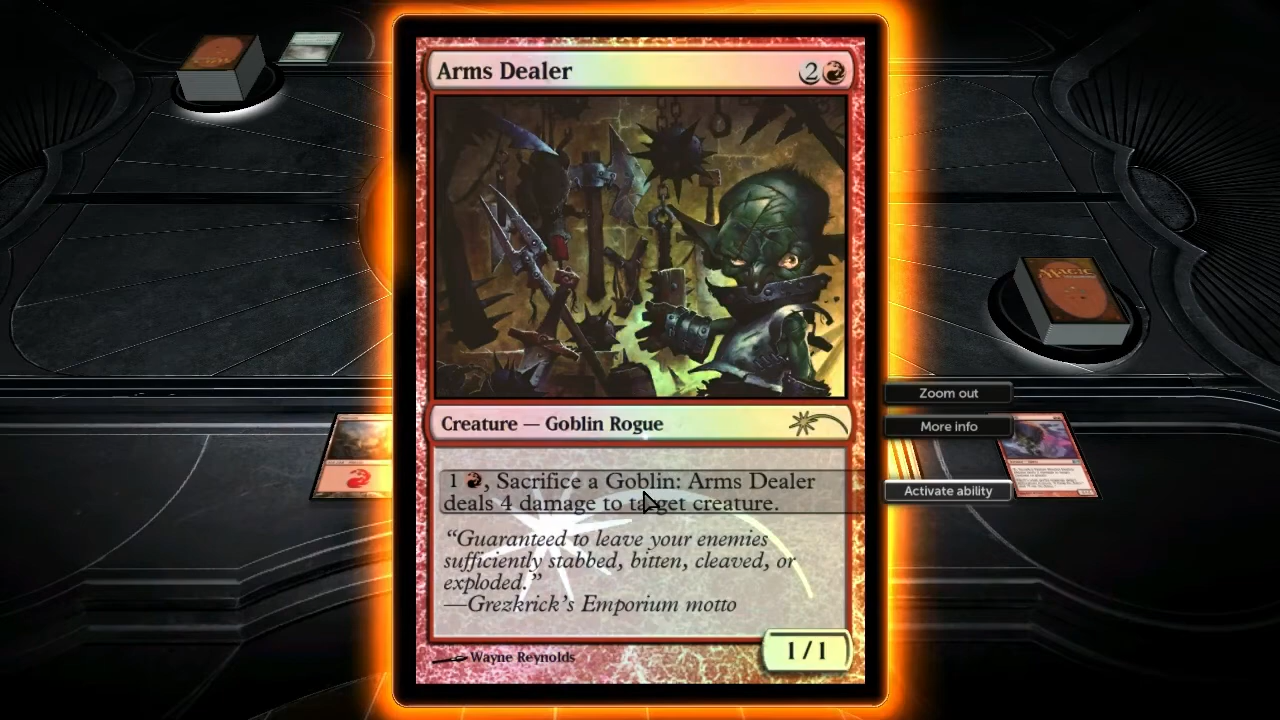 Arms Dealer
2
Creature — Goblin Rogue
1 , Sacrifice a Goblin: Arms Dealer
deals 4 damage to target creature.
“Guaranteed to leave your enemies
sufficiently stabbed, bitten, cleaved, or
exploded.”
—Grezkrick’s Emporium motto
1/1
Wayne Reynolds
MAGIC
Zoom out
More info
Activate ability